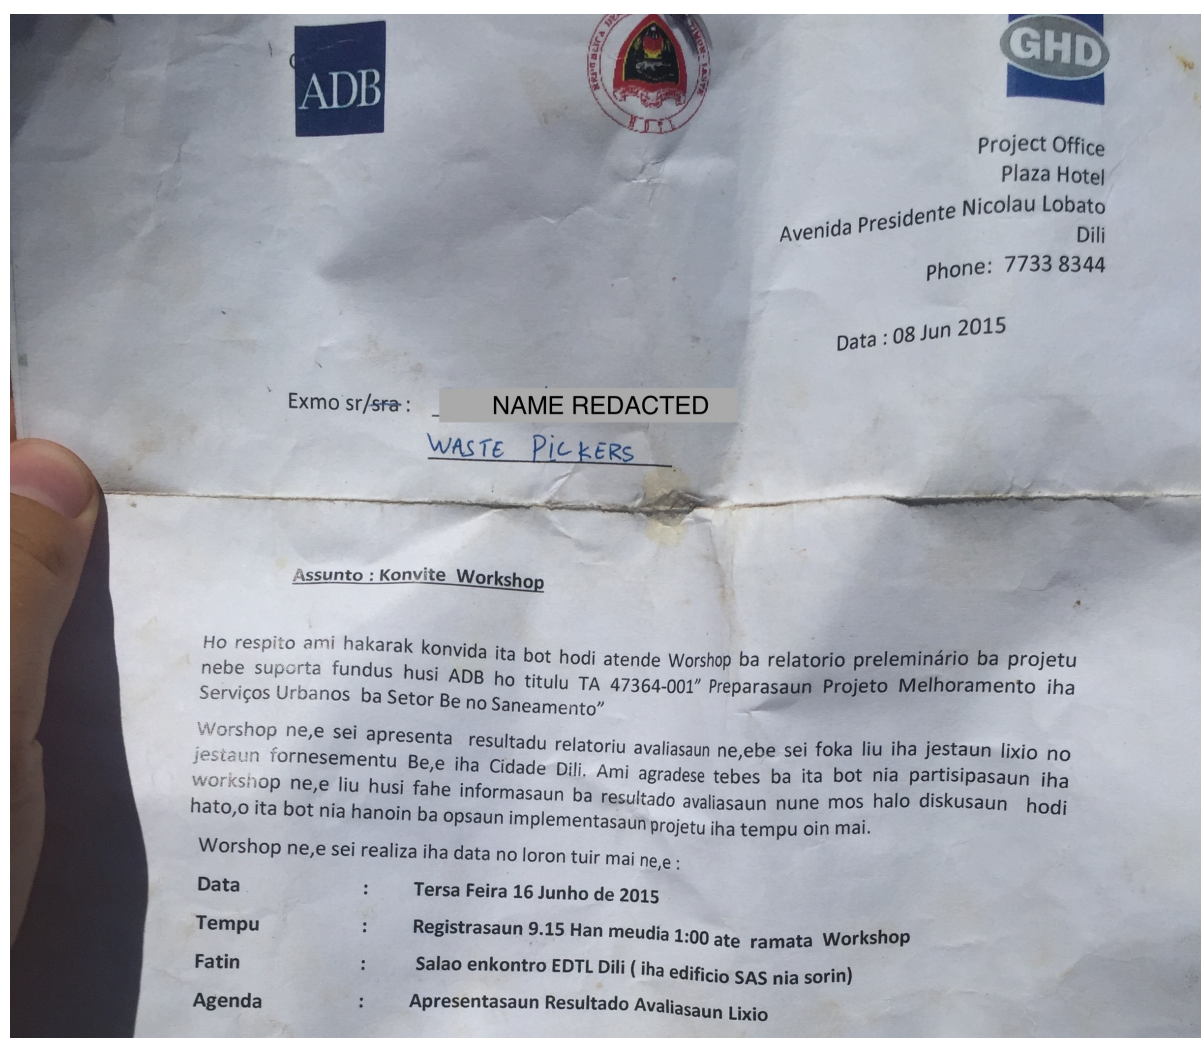 ADB
GHD
Project Office
Plaza Hotel
Avenida Presidente Nicolau Lobato
Dili
Phone: 7733 8344
Data : 08 Jun 2015
Exmo sr/sra : NAME REDACTED
WASTE PICKERS
Assunto : Konvite Workshop
Ho respito ami hakarak konvida ita bot hodi atende Worshop ba relatorio preleminário ba projetu
nebe suporta fundus husi ADB ho titulu TA 47364-001” Preparasaun Projeto Melhoramento iha
Serviços Urbanos ba Setor Be no Saneamento”
Worshop ne,e sei apresenta resultadu relatoriu avaliasaun ne,ebe sei foka liu iha jestaun lixio no
jestaun fornesementu Be,e iha Cidade Dili. Ami agradese tebes ba ita bot nia partisipasaun iha
workshop ne,e liu husi fahe informasaun ba resultado avaliasaun nune mos halo diskusaun hodi
hato,o ita bot nia hanoin ba opsaun implementasaun projetu iha tempu oin mai.
Worshop ne,e sei realiza iha data no loron tuir mai ne,e :
Data : Tersa Feira 16 Junho de 2015
Tempu : Registrasaun 9.15 Han meudia 1:00 ate ramata Workshop
Fatin : Salao enkontro EDTL Dili ( iha edificio SAS nia sorin)
Agenda : Apresentasaun Resultado Avaliasaun Lixio